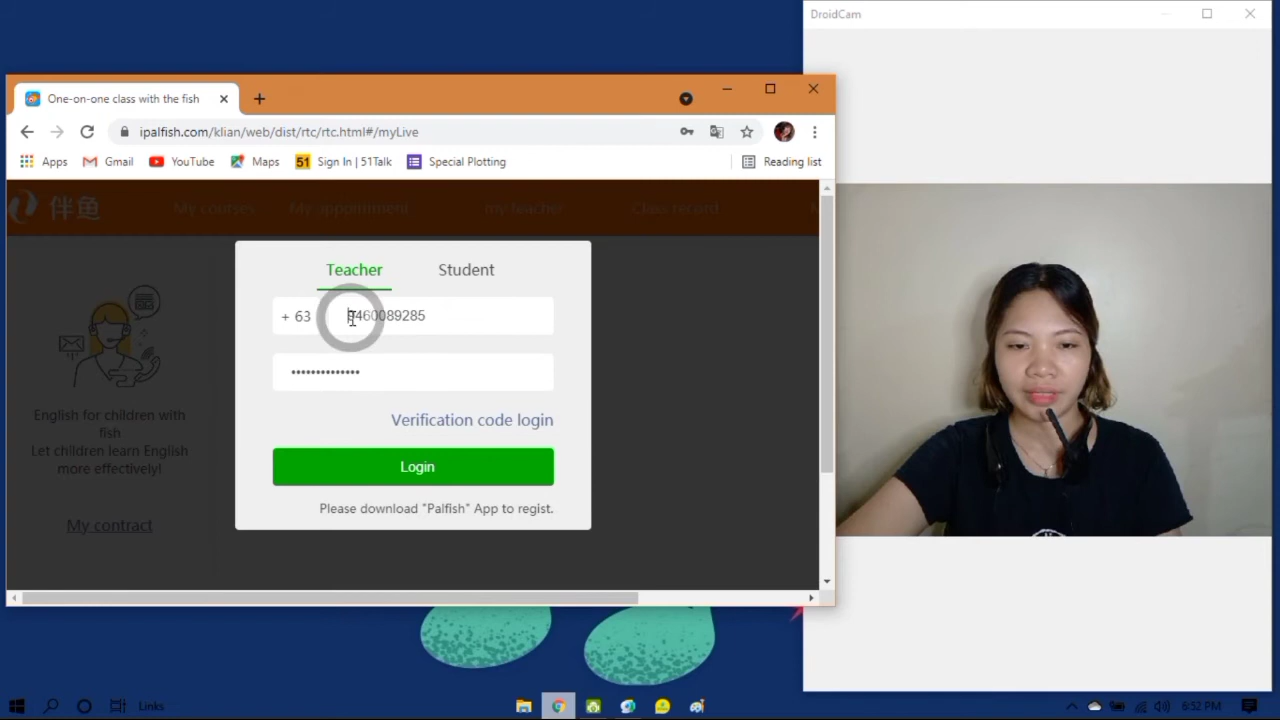 DroidCam
One-on-one class with the fish
ipalfish.com/klian/web/dist/rtc/rtc.html#/myLive
Apps Gmail YouTube Maps 51 Sign In | 51Talk Special Plotting Reading list
伴鱼 My courses My appointment my teacher Class record
Teacher Student
+ 63 9460089285
••••••••••••••
Verification code login
Login
Please download "Palfish" App to regist.
English for children with
fish
Let children learn English
more effectively!
My contract
Links 6:52 PM